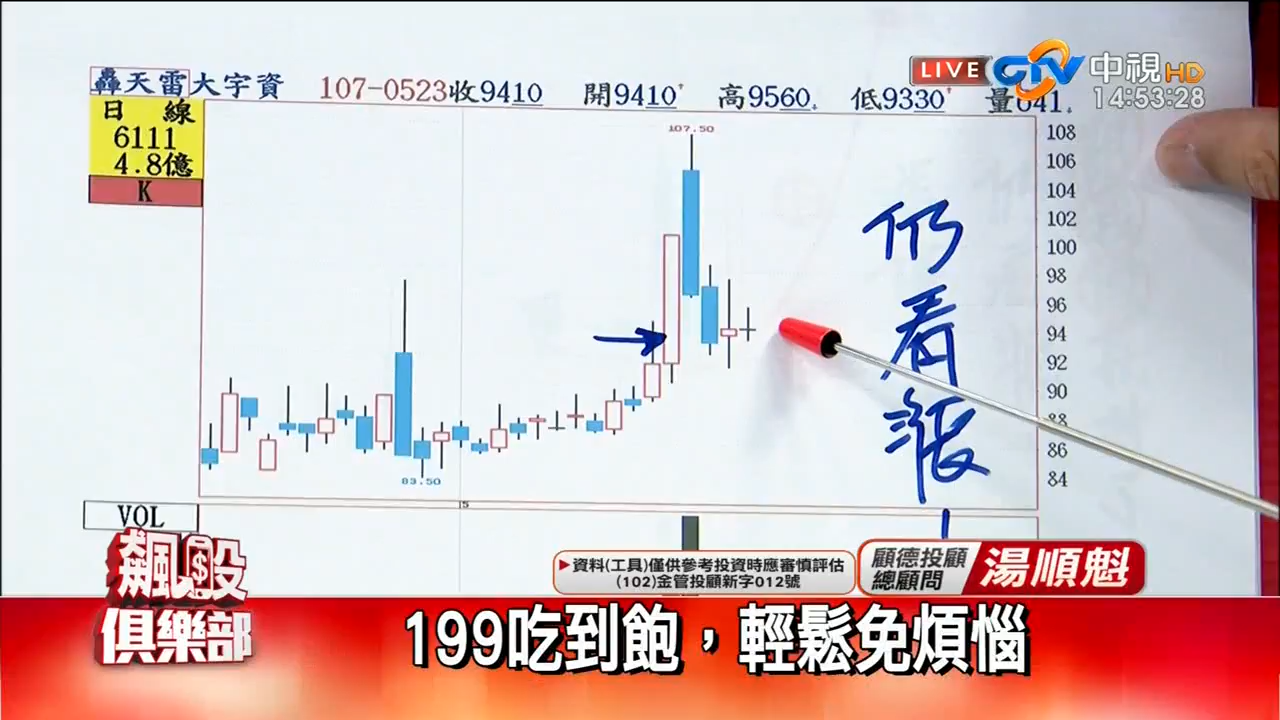 LIVE CTV 中視HD
14:53:28
轟天雷大宇資 107-0523收9410 開9410 高9560 低9330 量641
日線
6111
4.8億
K
107.50
83.50
108
106
104
102
100
98
96
94
92
90
88
86
84
仍看漲!
5
VOL
飆股俱樂部
▶資料(工具)僅供參考投資時應審慎評估
(102)金管投顧新字012號
顧德投顧
總顧問
湯順魁
199吃到飽,輕鬆免煩惱